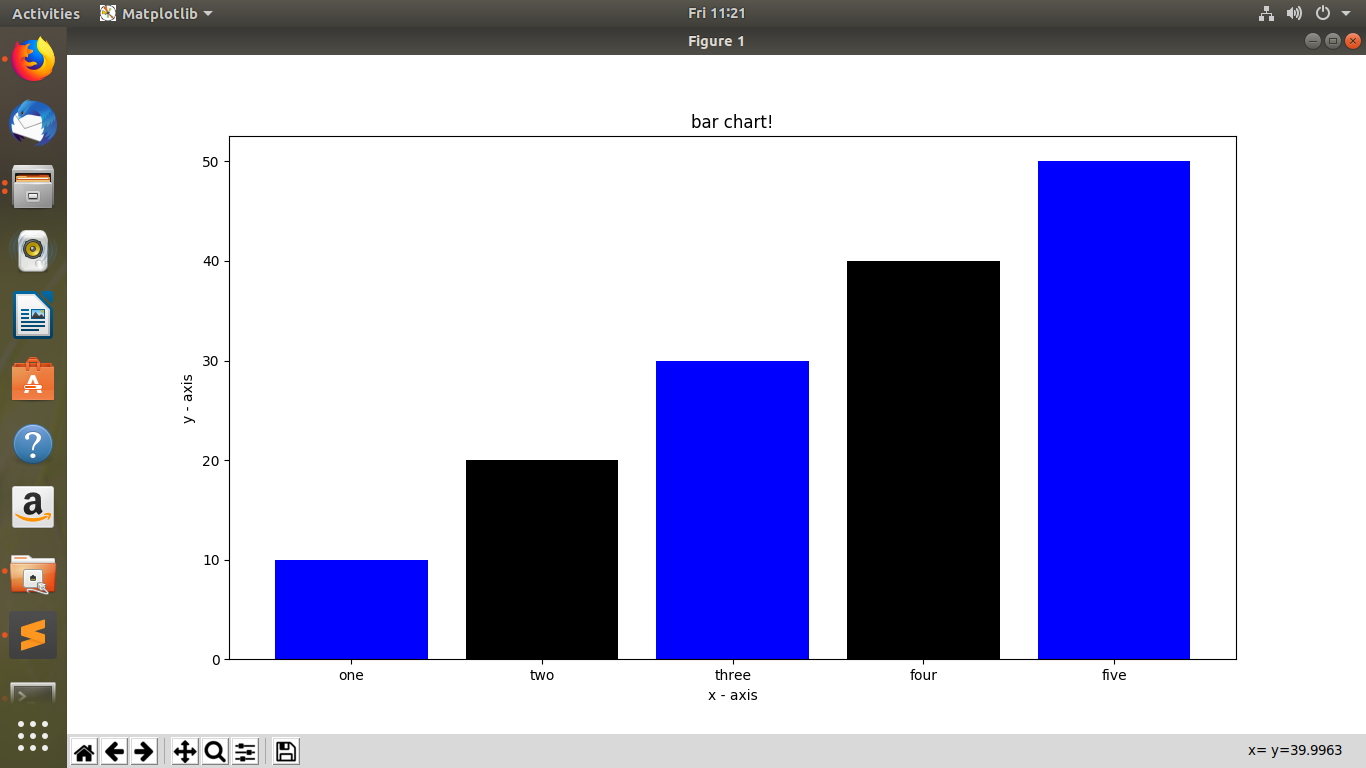 Activities Matplotlib Fri 11:21
Figure 1
bar chart!
50
40
30
20
10
0
y - axis
one two three four five
x - axis
x= y=39.9963